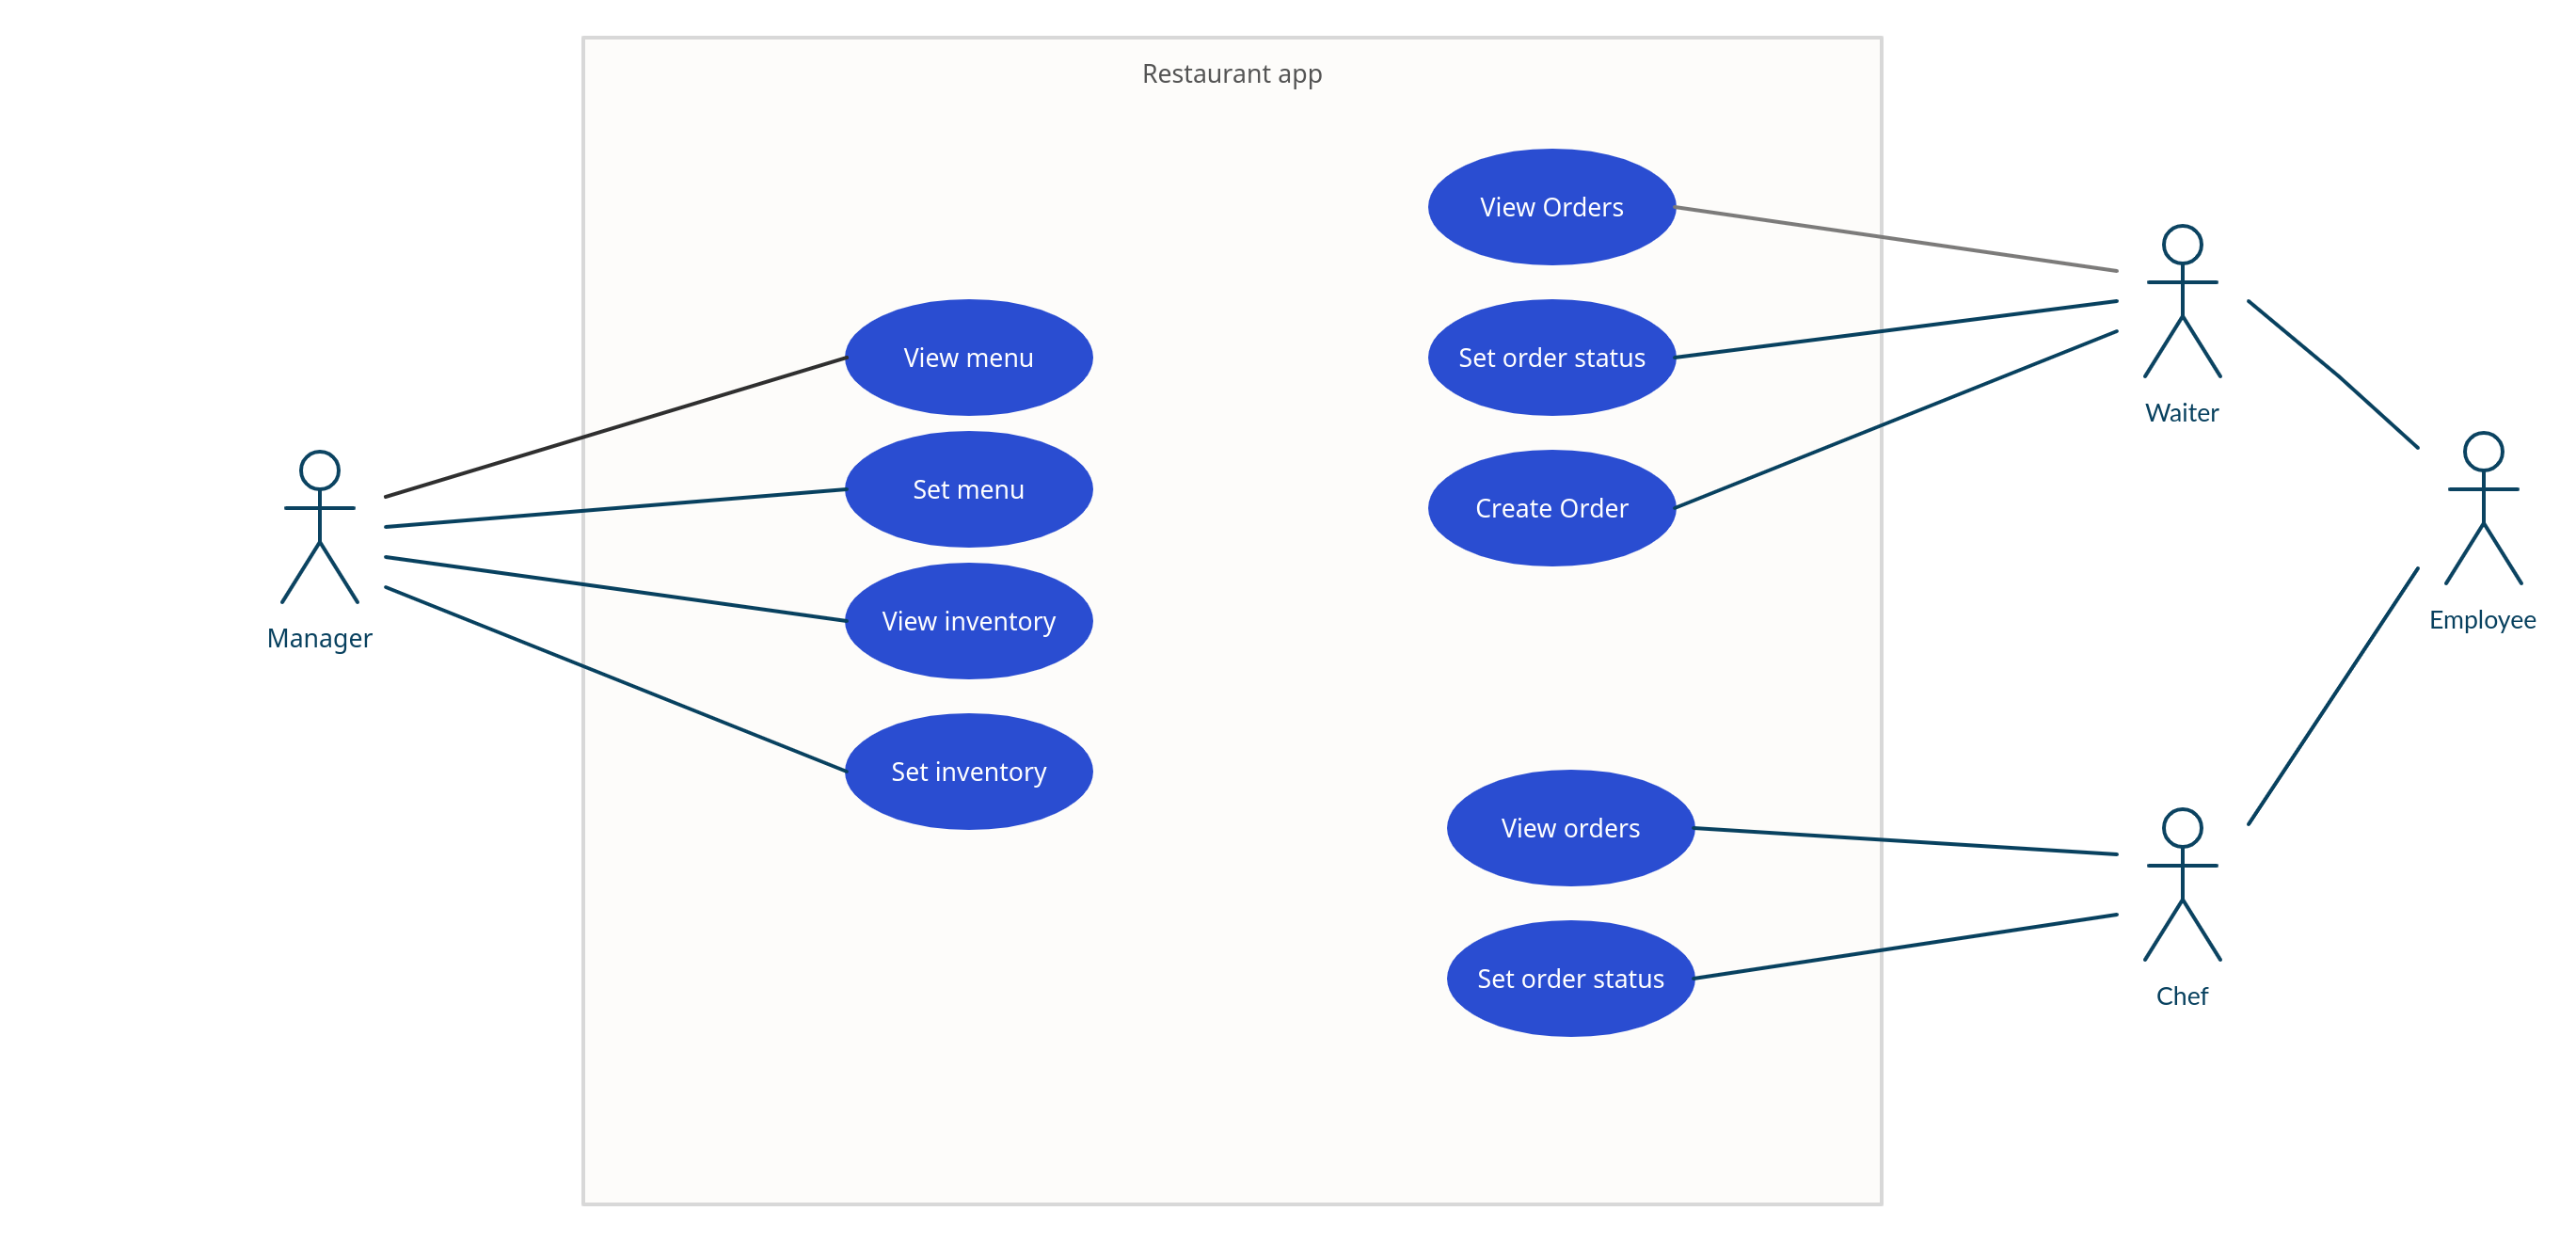 Restaurant app
View Orders
Waiter
View menu
Set order status
Set menu
Create Order
Manager
View inventory
Employee
Set inventory
View orders
Set order status
Chef